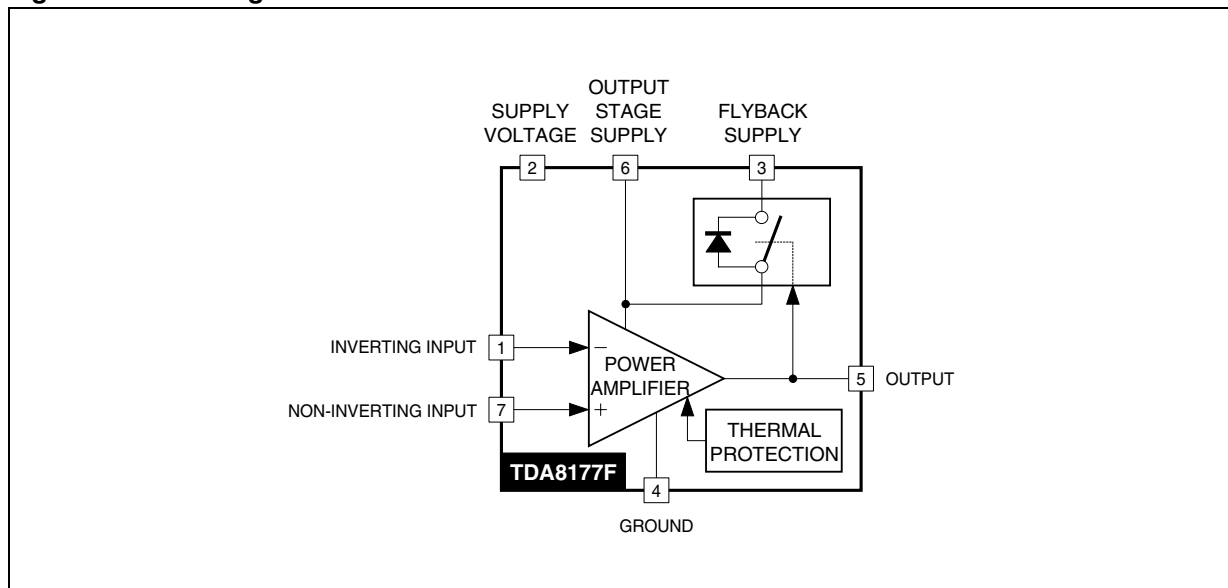 OUTPUT
SUPPLY STAGE FLYBACK
VOLTAGE SUPPLY SUPPLY
2 6 3
INVERTING INPUT 1 −
POWER
AMPLIFIER
5 OUTPUT
NON-INVERTING INPUT 7 +
THERMAL
PROTECTION
TDA8177F
4
GROUND